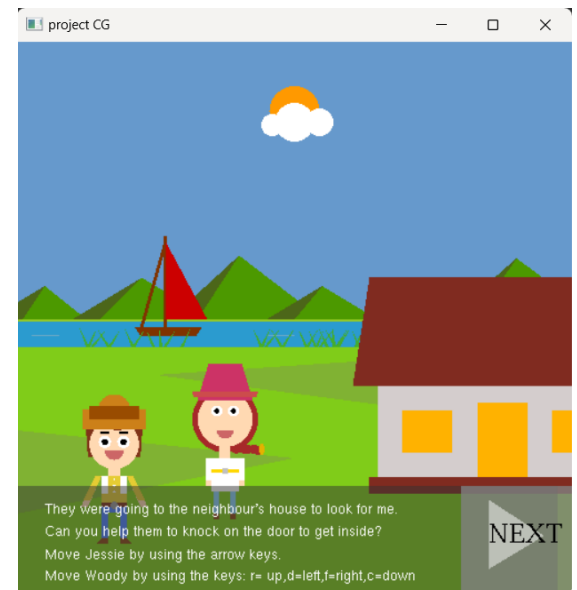 project CG
They were going to the neighbour's house to look for me.
Can you help them to knock on the door to get inside?
Move Jessie by using the arrow keys.
Move Woody by using the keys: r= up,d=left,f=right,c=down
NEXT